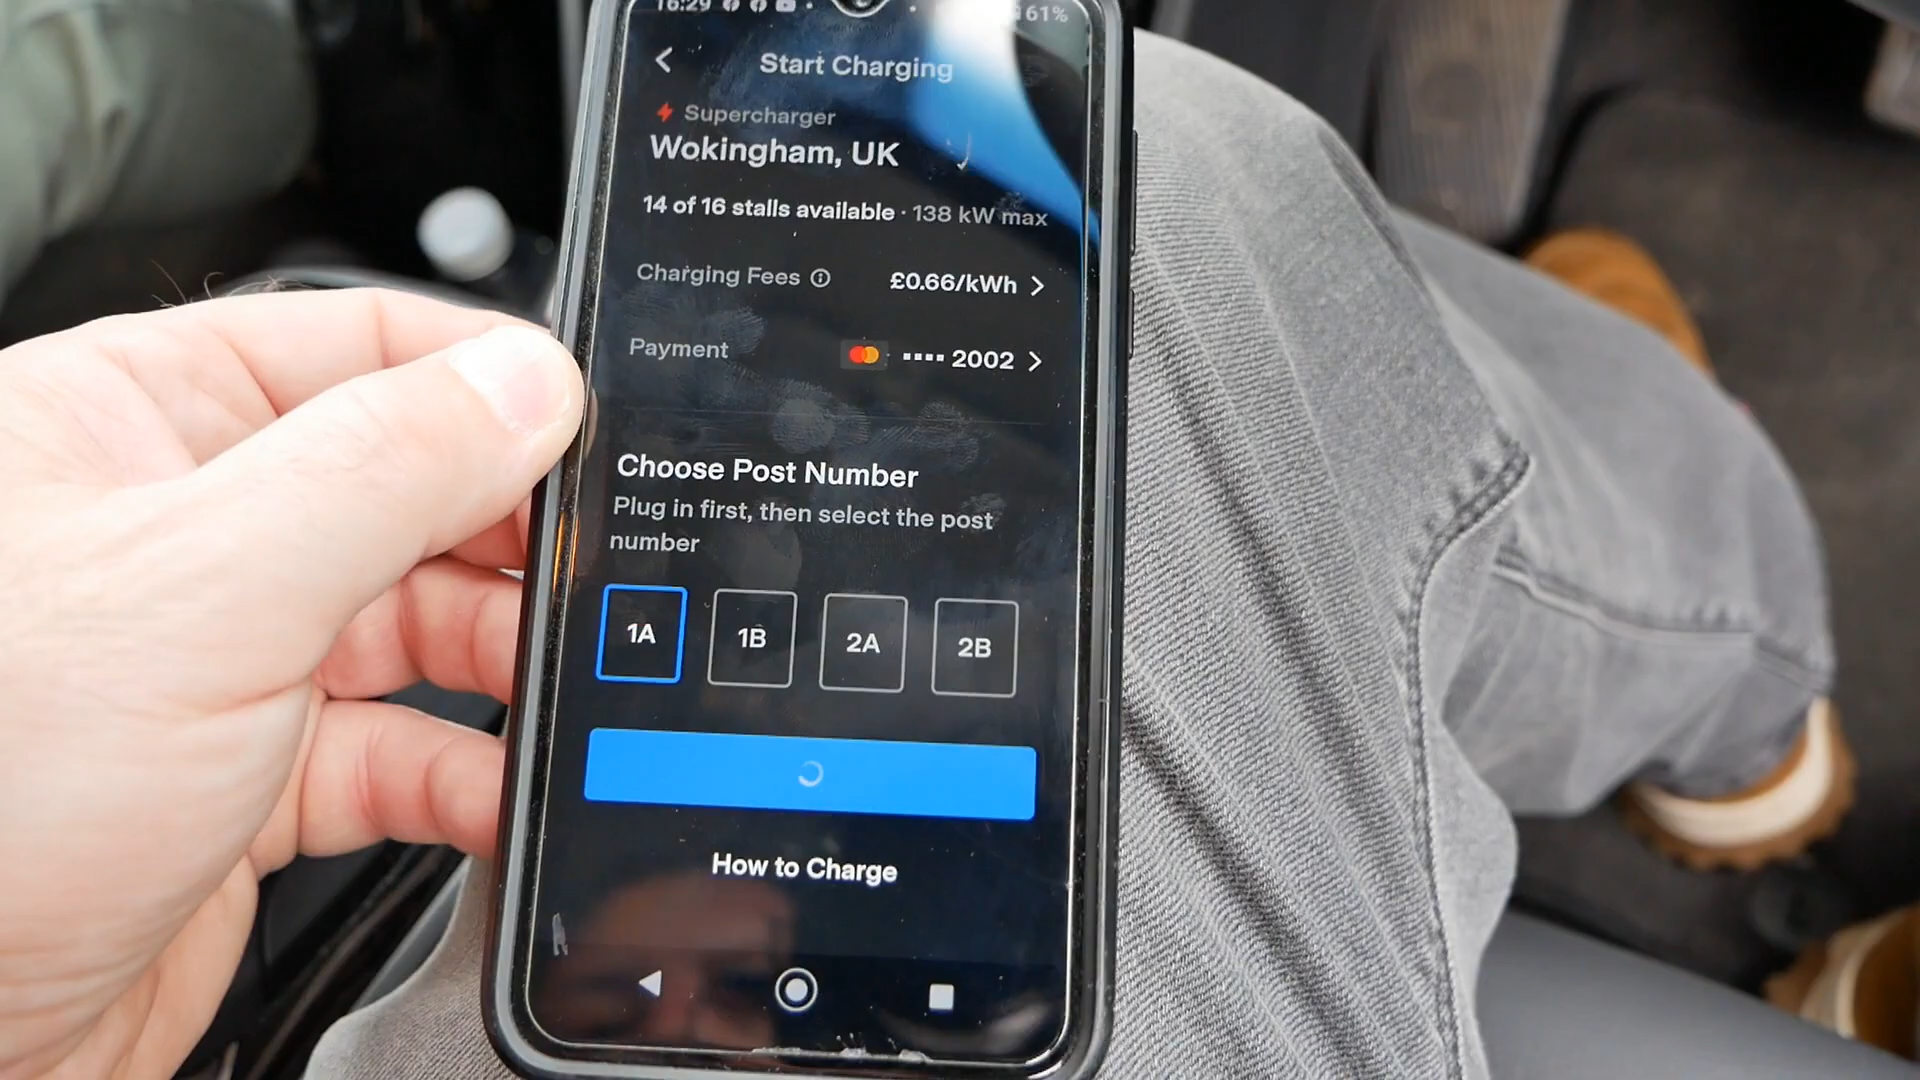 16:29
61%
Start Charging
Supercharger
Wokingham, UK
14 of 16 stalls available · 138 kW max
Charging Fees £0.66/kWh
Payment •••• 2002
Choose Post Number
Plug in first, then select the post
number
1A 1B 2A 2B
How to Charge